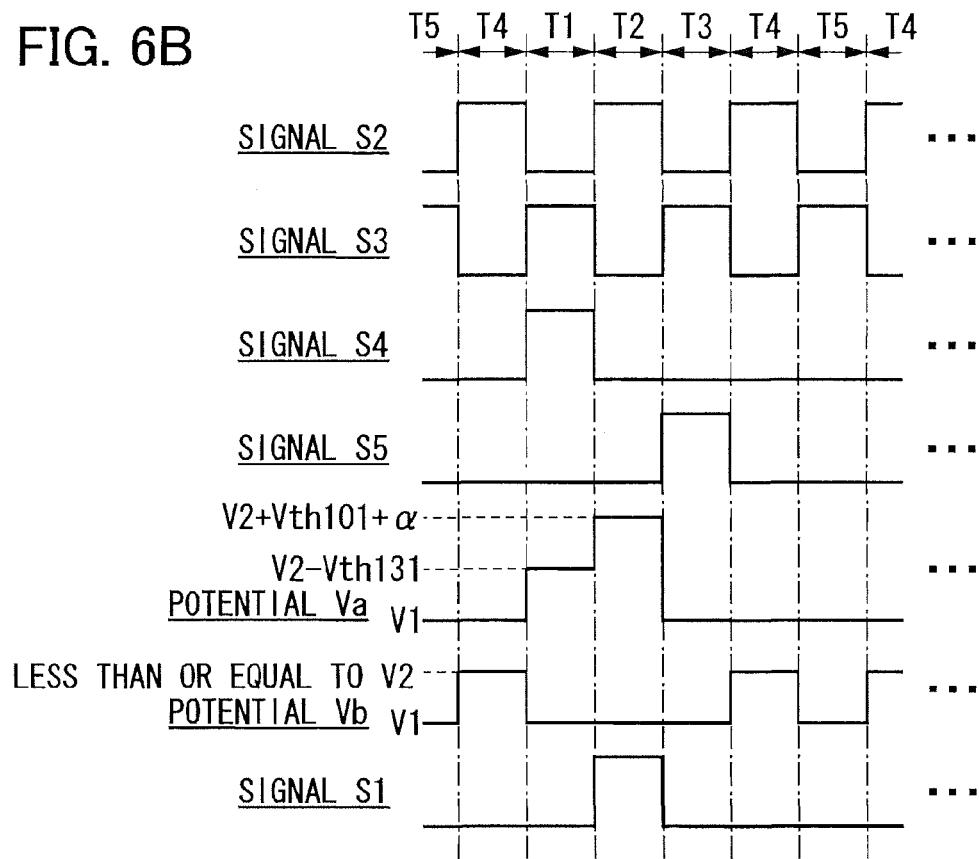 FIG. 6B
T5 T4 T1 T2 T3 T4 T5 T4
SIGNAL S2
SIGNAL S3
SIGNAL S4
SIGNAL S5
V2+Vth101+α
V2-Vth131
POTENTIAL Va V1
LESS THAN OR EQUAL TO V2
POTENTIAL Vb V1
SIGNAL S1